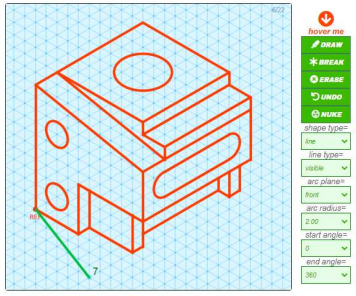 6/22
hover me
DRAW
BREAK
ERASE
UNDO
NUKE
shape type=
line
line type=
visible
arc plane=
front
arc radius=
2.00
start angle=
0
end angle=
360
7